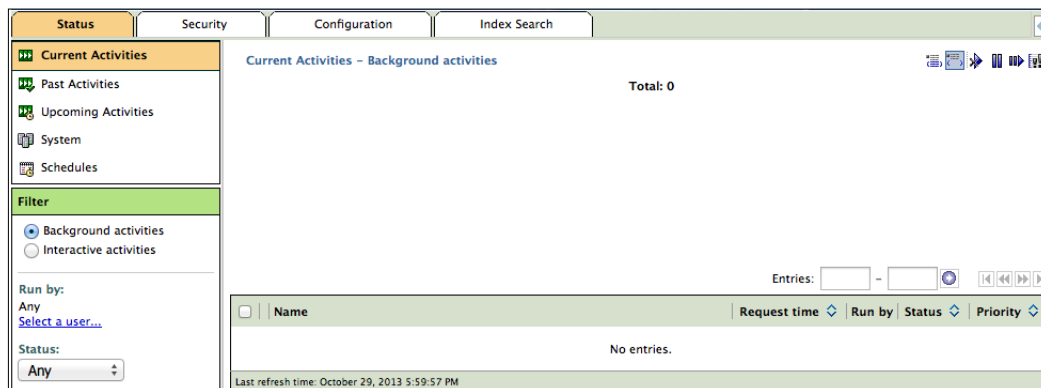 Status
Security
Configuration
Index Search
Current Activities
Past Activities
Upcoming Activities
System
Schedules
Filter
Background activities
Interactive activities
Run by:
Any
Select a user...
Status:
Any
Current Activities – Background activities
Total: 0
Entries: –
Name Request time Run by Status Priority
No entries.
Last refresh time: October 29, 2013 5:59:57 PM